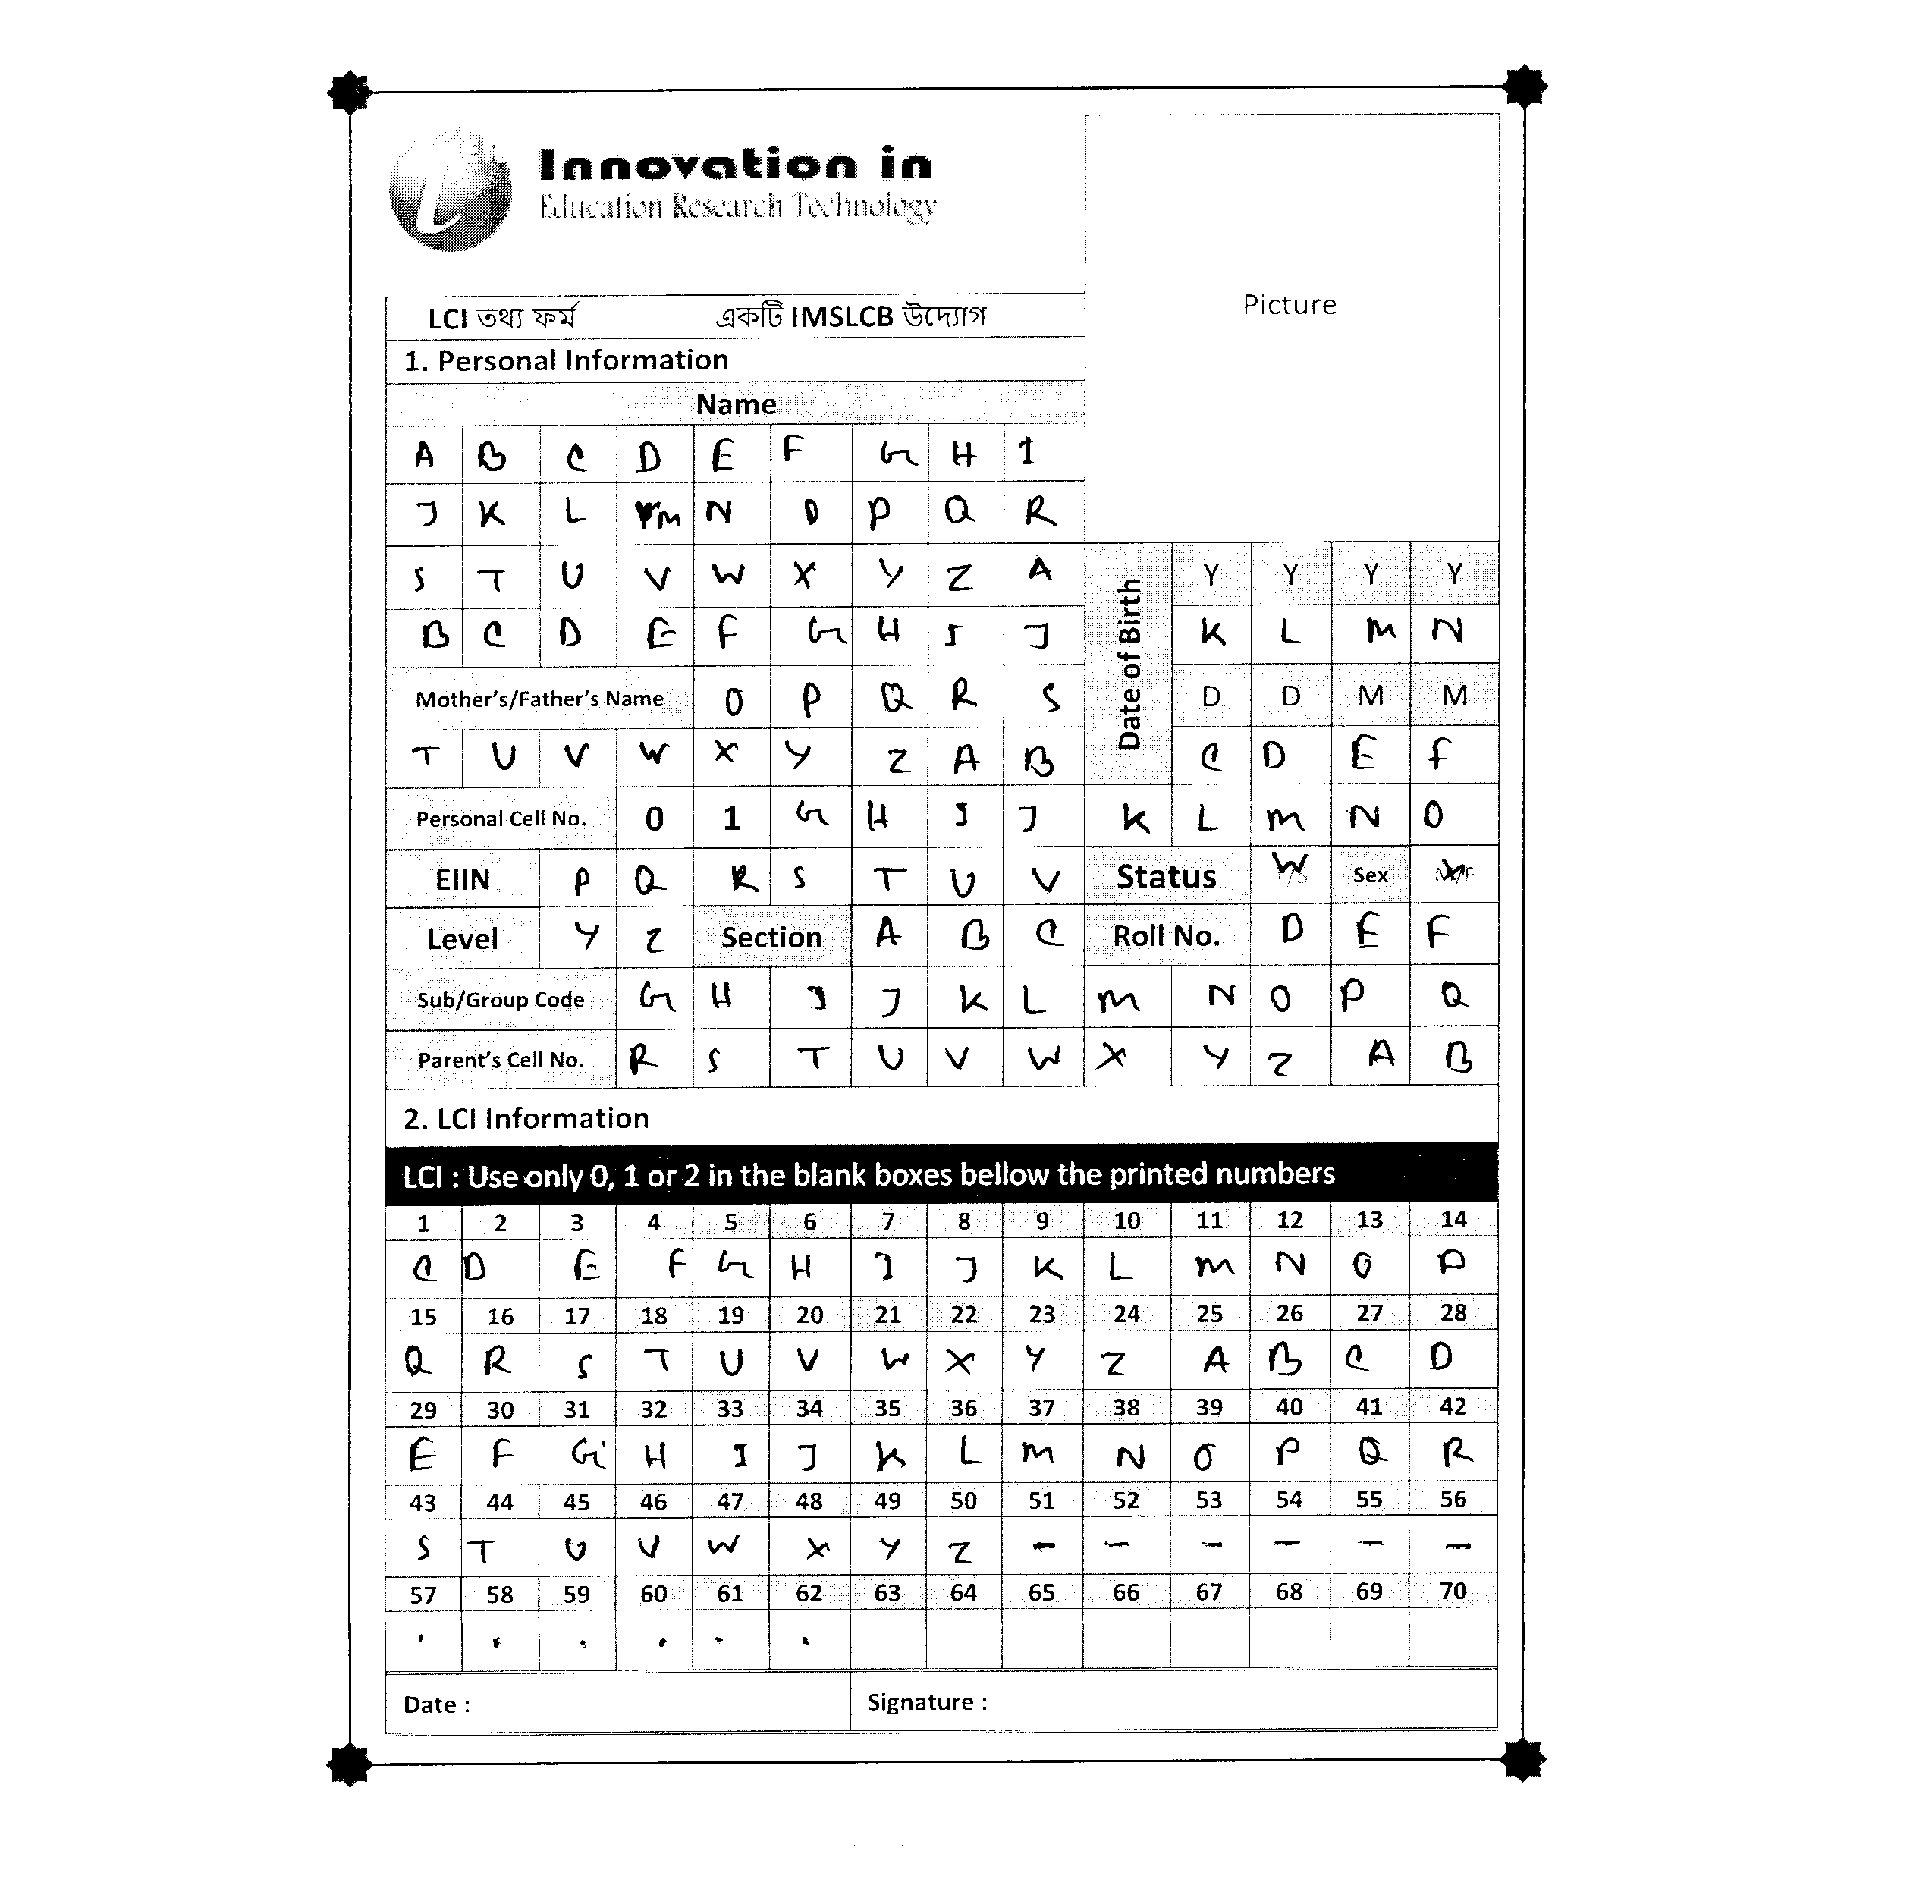 Innovation in
Education Research Technology
Picture
LCI তথ্য ফর্ম একটি IMSLCB উদ্যোগ
1. Personal Information
Name
A B C D E F G H I
J K L M N O P Q R
S T U V W X Y Z A
Date of Birth Y Y Y Y
B C D E F G H I J K L M N
Mother's/Father's Name O P Q R S D D M M
T U V W X Y Z A B C D E F
Personal Cell No. 0 1 G H I J K L M N O
EIIN P Q R S T U V Status W Sex X
Level Y Z Section A B C Roll No. D E F
Sub/Group Code G H I J K L M N O P Q
Parent's Cell No. R S T U V W X Y Z A B
2. LCI Information
LCI : Use only 0, 1 or 2 in the blank boxes bellow the printed numbers
1 2 3 4 5 6 7 8 9 10 11 12 13 14
C D E F G H I J K L M N O P
15 16 17 18 19 20 21 22 23 24 25 26 27 28
Q R S T U V W X Y Z A B C D
29 30 31 32 33 34 35 36 37 38 39 40 41 42
E F G H I J K L M N O P Q R
43 44 45 46 47 48 49 50 51 52 53 54 55 56
S T U V W X Y Z - - - - - -
57 58 59 60 61 62 63 64 65 66 67 68 69 70
. . . . . .
Date : Signature :